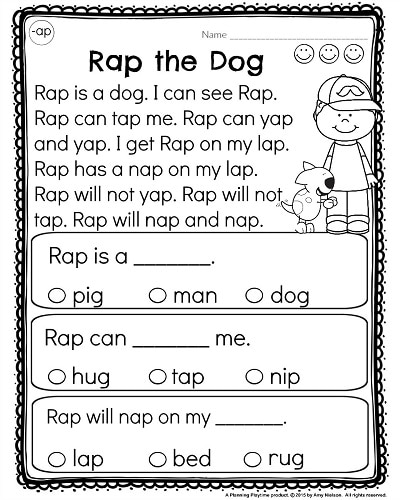 -ap
Name
Rap the Dog
Rap is a dog. I can see Rap.
Rap can tap me. Rap can yap
and yap. I get Rap on my lap.
Rap has a nap on my lap.
Rap will not yap. Rap will not
tap. Rap will nap and nap.
Rap is a _______.
pig man dog
Rap can _______ me.
hug tap nip
Rap will nap on my _______.
lap bed rug
A Planning Playtime product. © 2015 by Amy Nielson. All rights reserved.